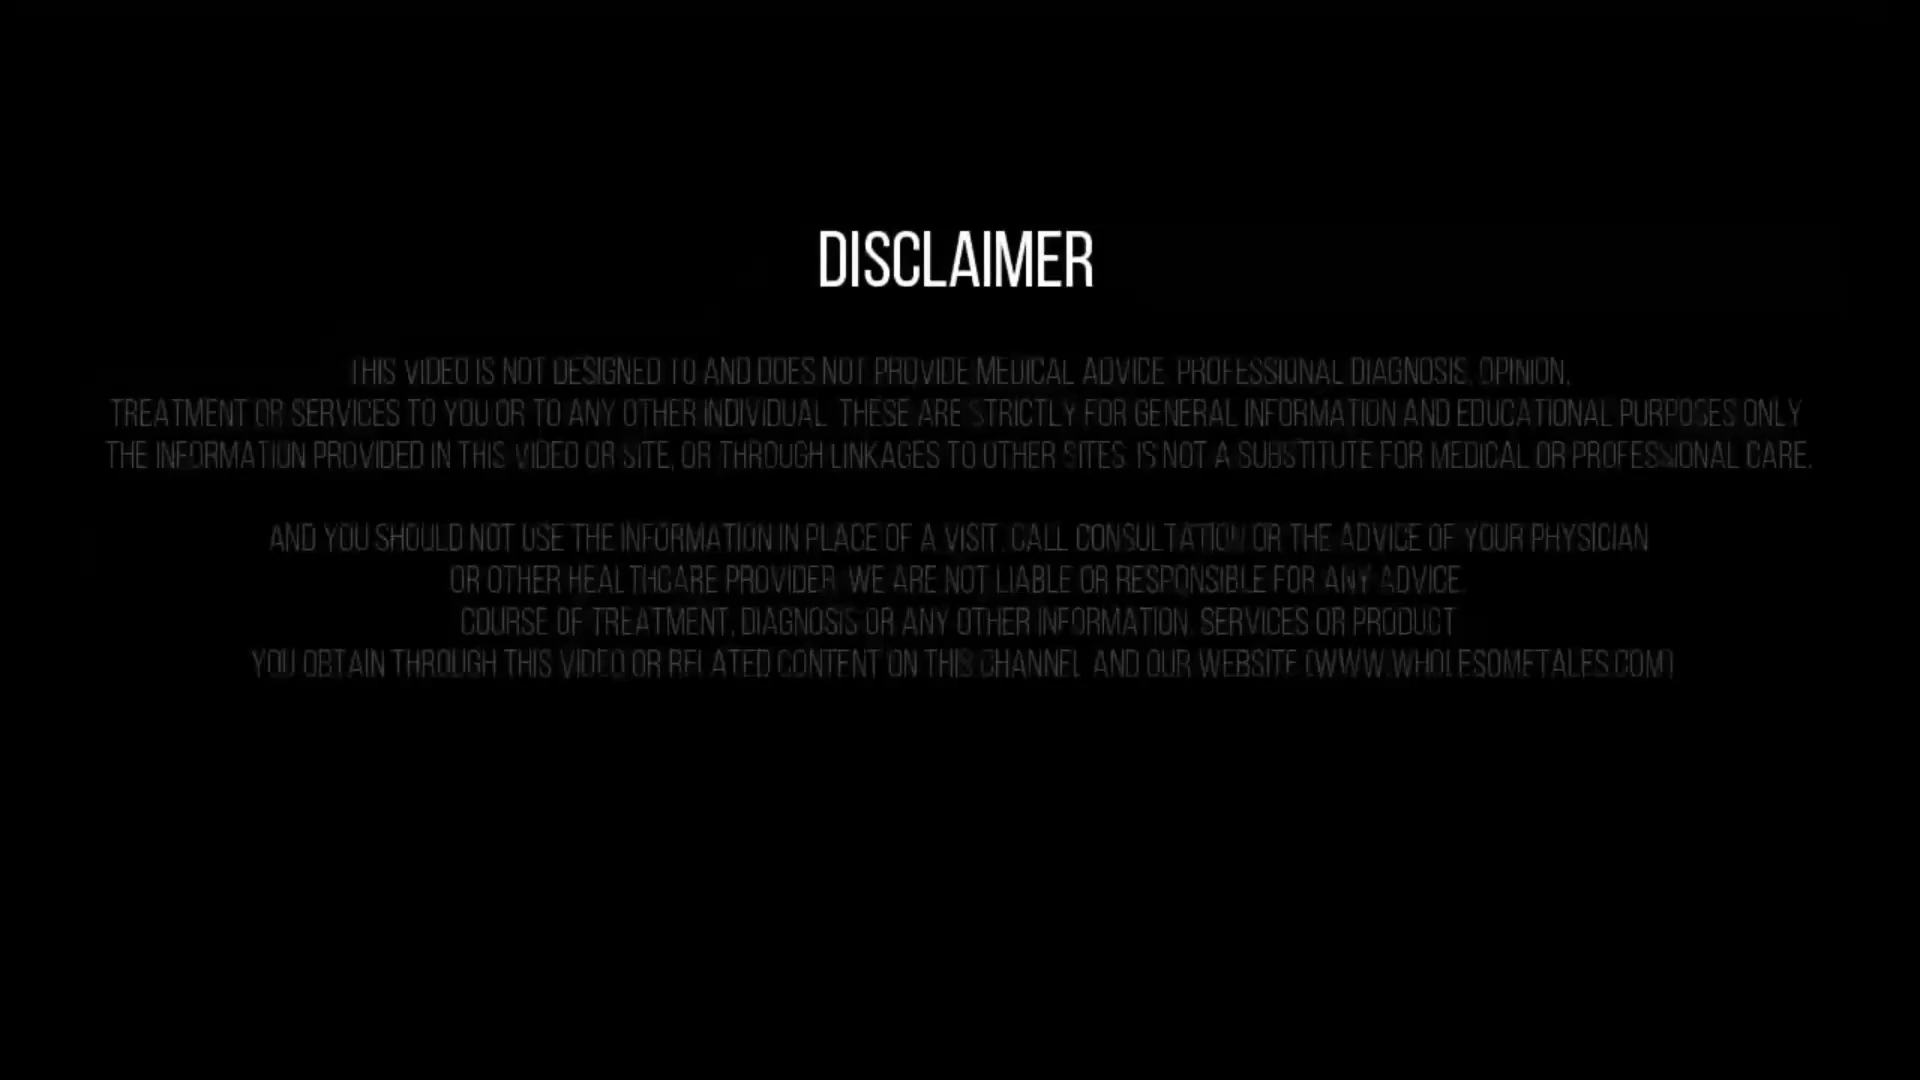 DISCLAIMER
THIS VIDEO IS NOT DESIGNED TO AND DOES NOT PROVIDE MEDICAL ADVICE, PROFESSIONAL DIAGNOSIS, OPINION,
TREATMENT OR SERVICES TO YOU OR TO ANY OTHER INDIVIDUAL. THESE ARE STRICTLY FOR GENERAL INFORMATION AND EDUCATIONAL PURPOSES ONLY
THE INFORMATION PROVIDED IN THIS VIDEO OR SITE, OR THROUGH LINKAGES TO OTHER SITES, IS NOT A SUBSTITUTE FOR MEDICAL OR PROFESSIONAL CARE.
AND YOU SHOULD NOT USE THE INFORMATION IN PLACE OF A VISIT, CALL CONSULTATION OR THE ADVICE OF YOUR PHYSICIAN
OR OTHER HEALTHCARE PROVIDER. WE ARE NOT LIABLE OR RESPONSIBLE FOR ANY ADVICE.
COURSE OF TREATMENT, DIAGNOSIS OR ANY OTHER INFORMATION, SERVICES OR PRODUCT
YOU OBTAIN THROUGH THIS VIDEO OR RELATED CONTENT ON THIS CHANNEL AND OUR WEBSITE (WWW.WHOLESOMETALES.COM)